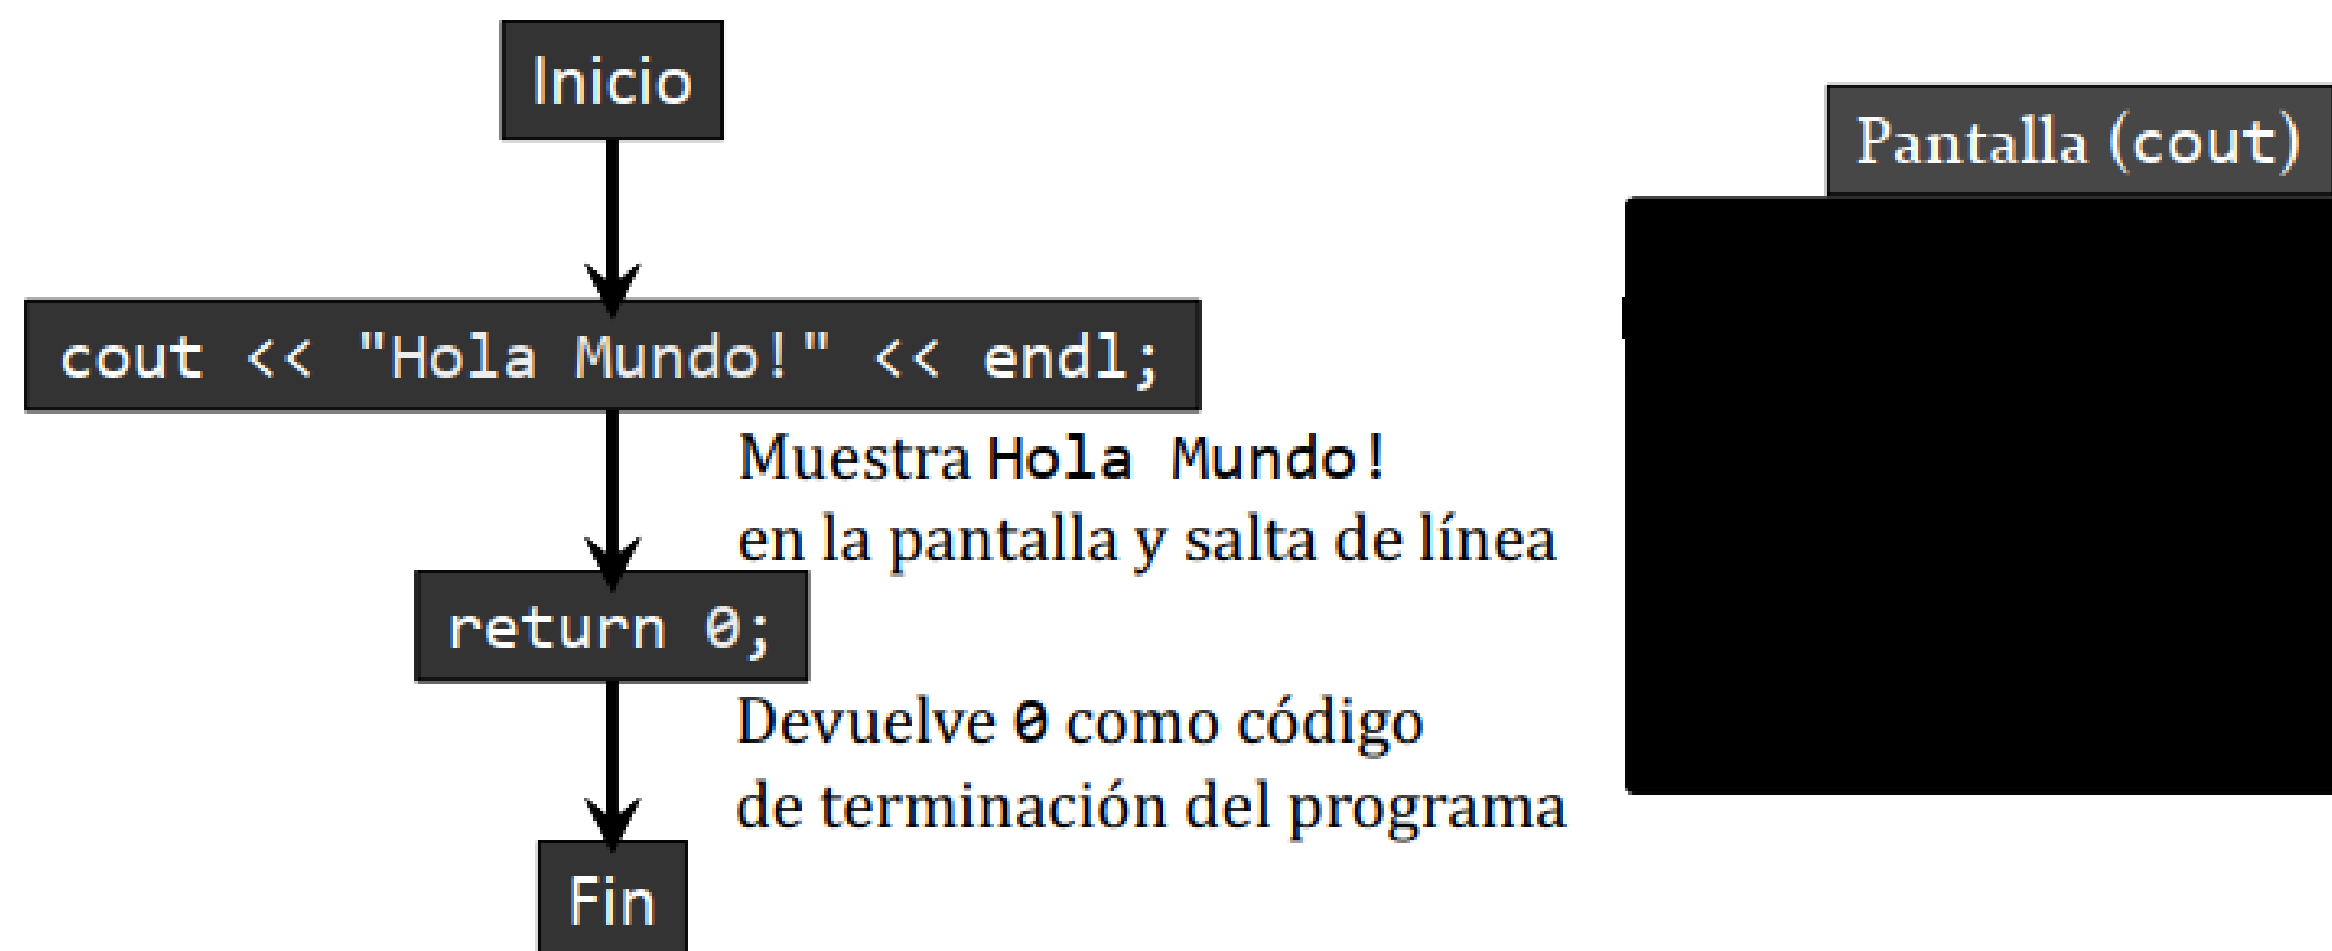 Inicio
Pantalla (cout)
cout << "Hola Mundo!" << endl;
Muestra Hola Mundo!
en la pantalla y salta de línea
return 0;
Devuelve 0 como código
de terminación del programa
Fin